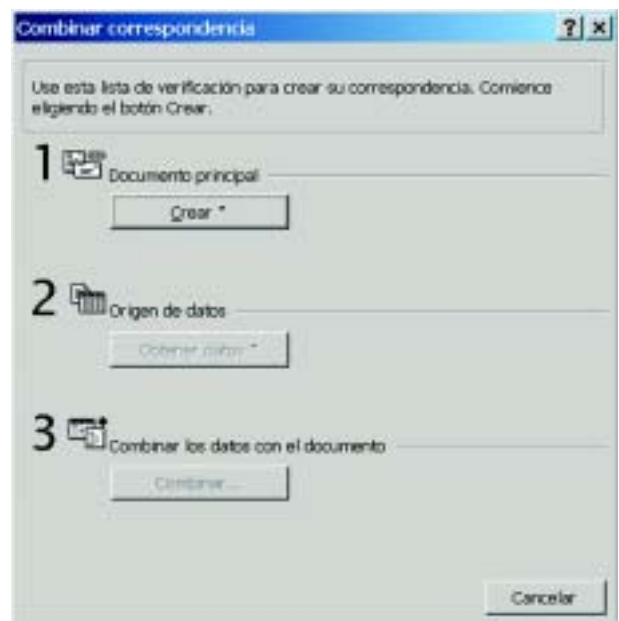 Combinar correspondencia
Use esta lista de verificación para crear su correspondencia. Comience
eligiendo el botón Crear.
1 Documento principal
Crear
2 Origen de datos
Obtener datos
3 Combinar los datos con el documento
Combinar...
Cancelar